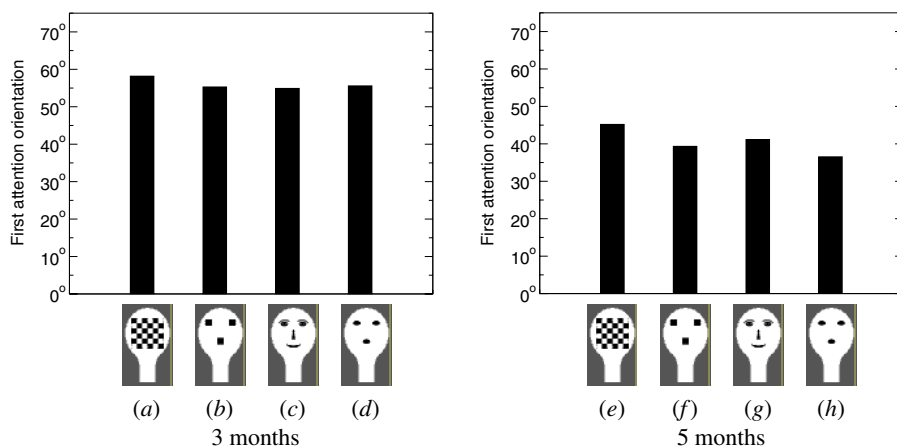 First attention orientation
70°
60°
50°
40°
30°
20°
10°
0°
(a) (b) (c) (d)
3 months
First attention orientation
70°
60°
50°
40°
30°
20°
10°
0°
(e) (f) (g) (h)
5 months